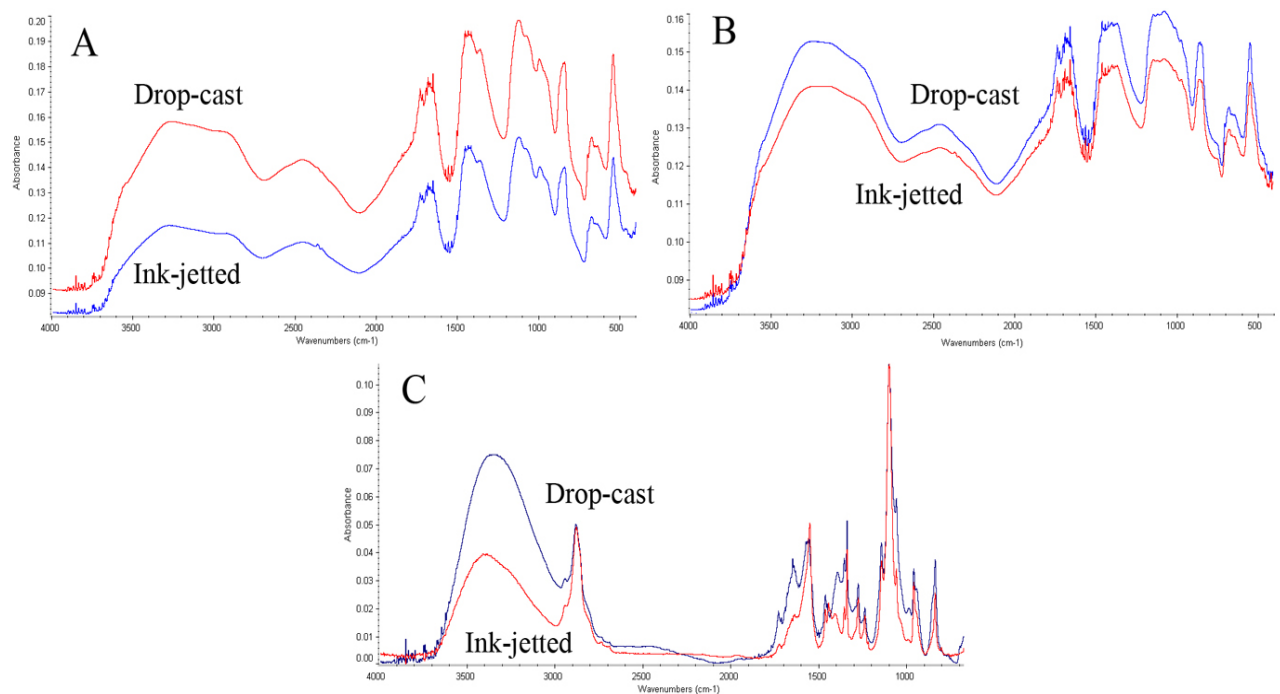 A
Drop-cast
Ink-jetted
Absorbance
0.20
0.19
0.18
0.17
0.16
0.15
0.14
0.13
0.12
0.11
0.10
0.09
4000 3500 3000 2500 2000 1500 1000 500
Wavenumbers (cm-1)
B
Drop-cast
Ink-jetted
Absorbance
0.16
0.15
0.14
0.13
0.12
0.11
0.10
0.09
4000 3500 3000 2500 2000 1500 1000 500
Wavenumbers (cm-1)
C
Drop-cast
Ink-jetted
Absorbance
0.10
0.09
0.08
0.07
0.06
0.05
0.04
0.03
0.02
0.01
0.00
4000 3500 3000 2500 2000 1500 1000
Wavenumbers (cm-1)